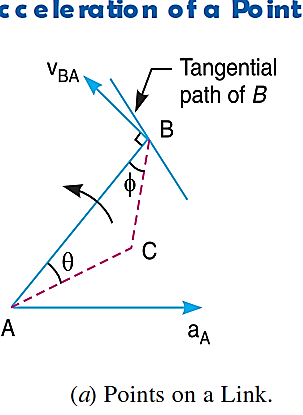 cceleration of a Point
vBA
Tangential
path of B
B
ϕ
C
θ
A
aA
(a) Points on a Link.